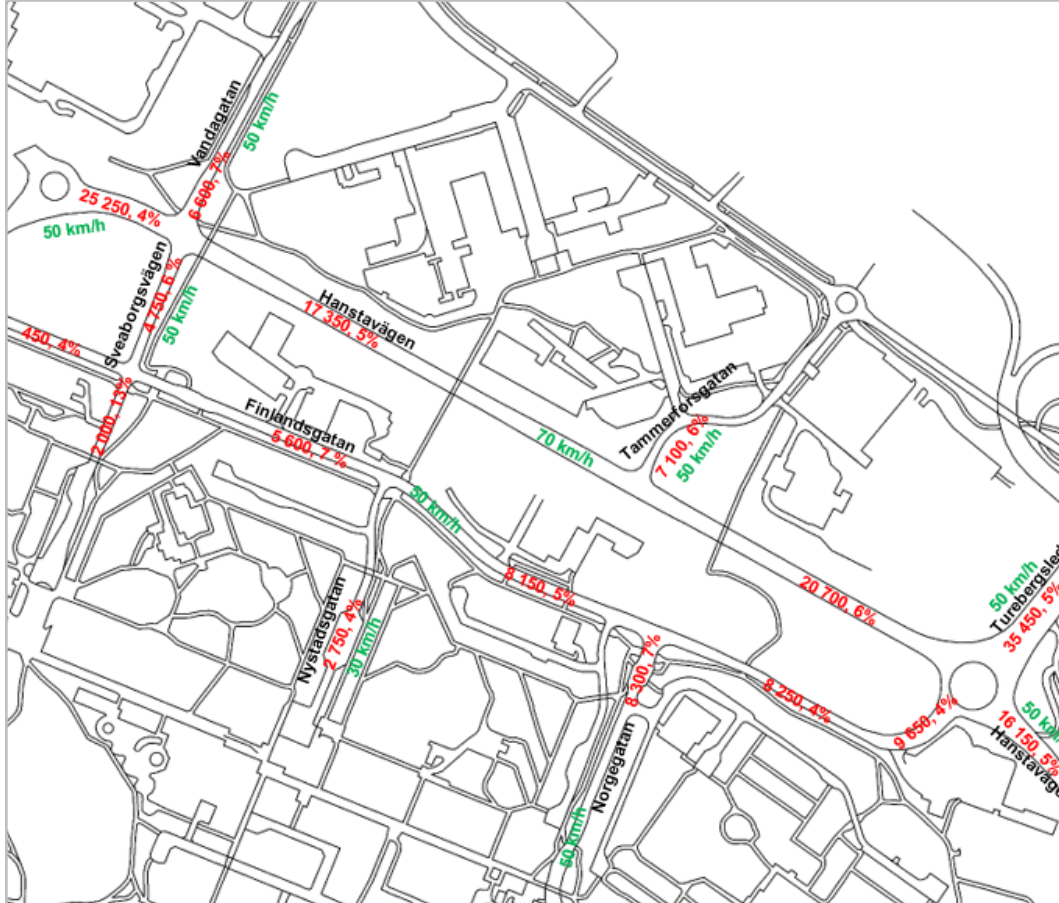 Vandagatan
50 km/h
6 600, 7%
25 250, 4%
50 km/h
Sveaborgsvägen
4 750, 6 %
50 km/h
Hanstavägen
17 350, 5%
450, 4%
2 000, 13%
Finlandsgatan
5 600, 7 %
70 km/h
Tammerforsgatan
7 100, 6%
50 km/h
50 km/h
8 150, 5%
20 700, 6%
50 km/h
35 450, 5%
Nystadsgatan
2 750, 4%
30 km/h
8 300, 7%
8 250, 4%
9 650, 4%
16 150, 5%
50 km/h
Norgegatan
50 km/h